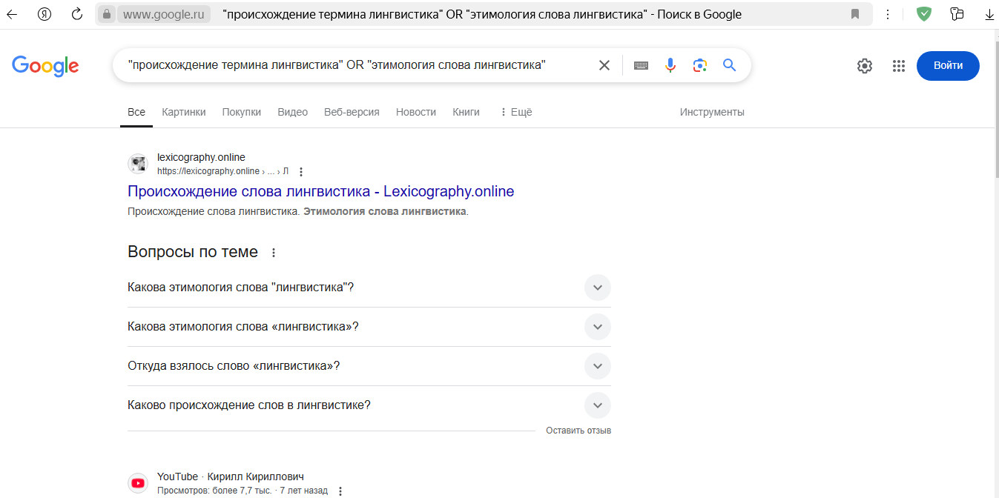 www.google.ru "происхождение термина лингвистика" OR "этимология слова лингвистика" - Поиск в Google
Google
"происхождение термина лингвистика" OR "этимология слова лингвистика"
Войти
Все Картинки Покупки Видео Веб-версия Новости Книги Ещё Инструменты
lexicography.online
https://lexicography.online › ... › Л
Происхождение слова лингвистика - Lexicography.online
Происхождение слова лингвистика. Этимология слова лингвистика.
Вопросы по теме
Какова этимология слова "лингвистика"?
Какова этимология слова «лингвистика»?
Откуда взялось слово «лингвистика»?
Каково происхождение слов в лингвистике?
Оставить отзыв
YouTube · Кирилл Кириллович
Просмотров: более 7,7 тыс. · 7 лет назад